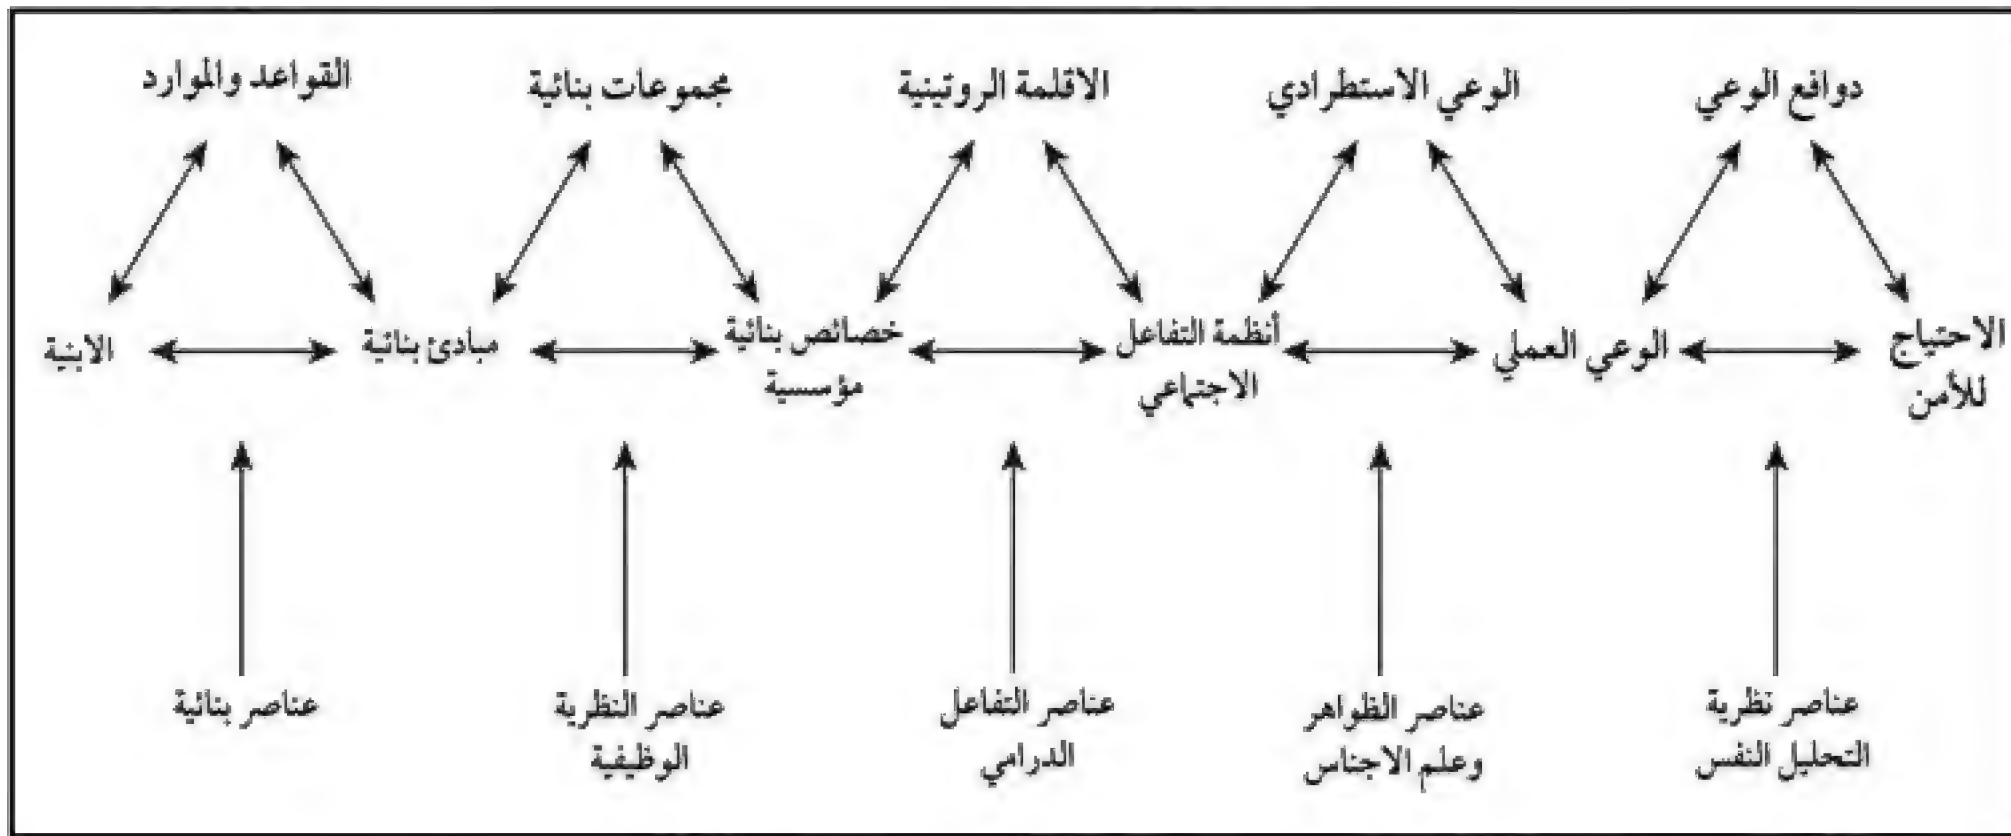 دوافع الوعي
الوعي الاستطرادي
الاقلمة الروتينية
مجموعات بنائية
القواعد والموارد
الاحتياج
للأمن
الوعي العملي
أنظمة التفاعل
الاجتماعي
خصائص بنائية
مؤسسية
مبادئ بنائية
الابنية
عناصر نظرية
التحليل النفس
عناصر الظواهر
وعلم الاجناس
عناصر التفاعل
الدرامي
عناصر النظرية
الوظيفية
عناصر بنائية